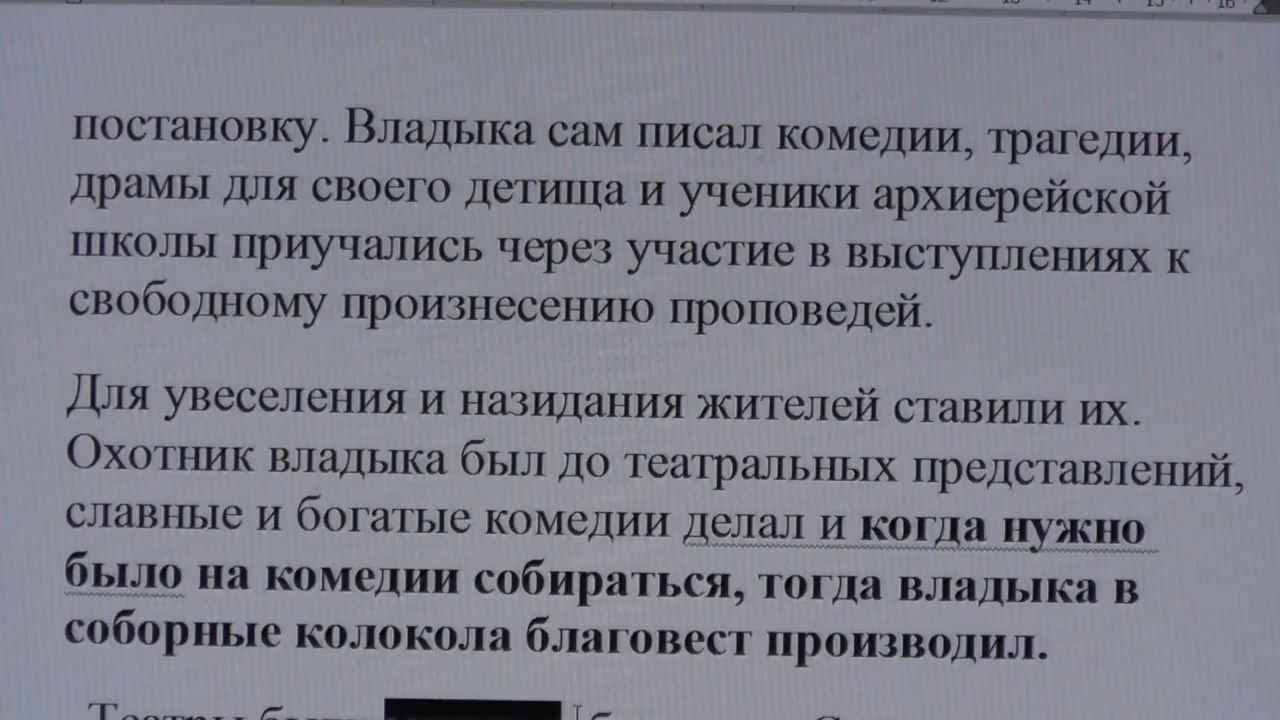 постановку. Владыка сам писал комедии, трагедии,
драмы для своего детища и ученики архиерейской
школы приучались через участие в выступлениях к
свободному произнесению проповедей.
Для увеселения и назидания жителей ставили их.
Охотник владыка был до театральных представлений,
славные и богатые комедии делал и когда нужно
было на комедии собираться, тогда владыка в
соборные колокола благовест производил.